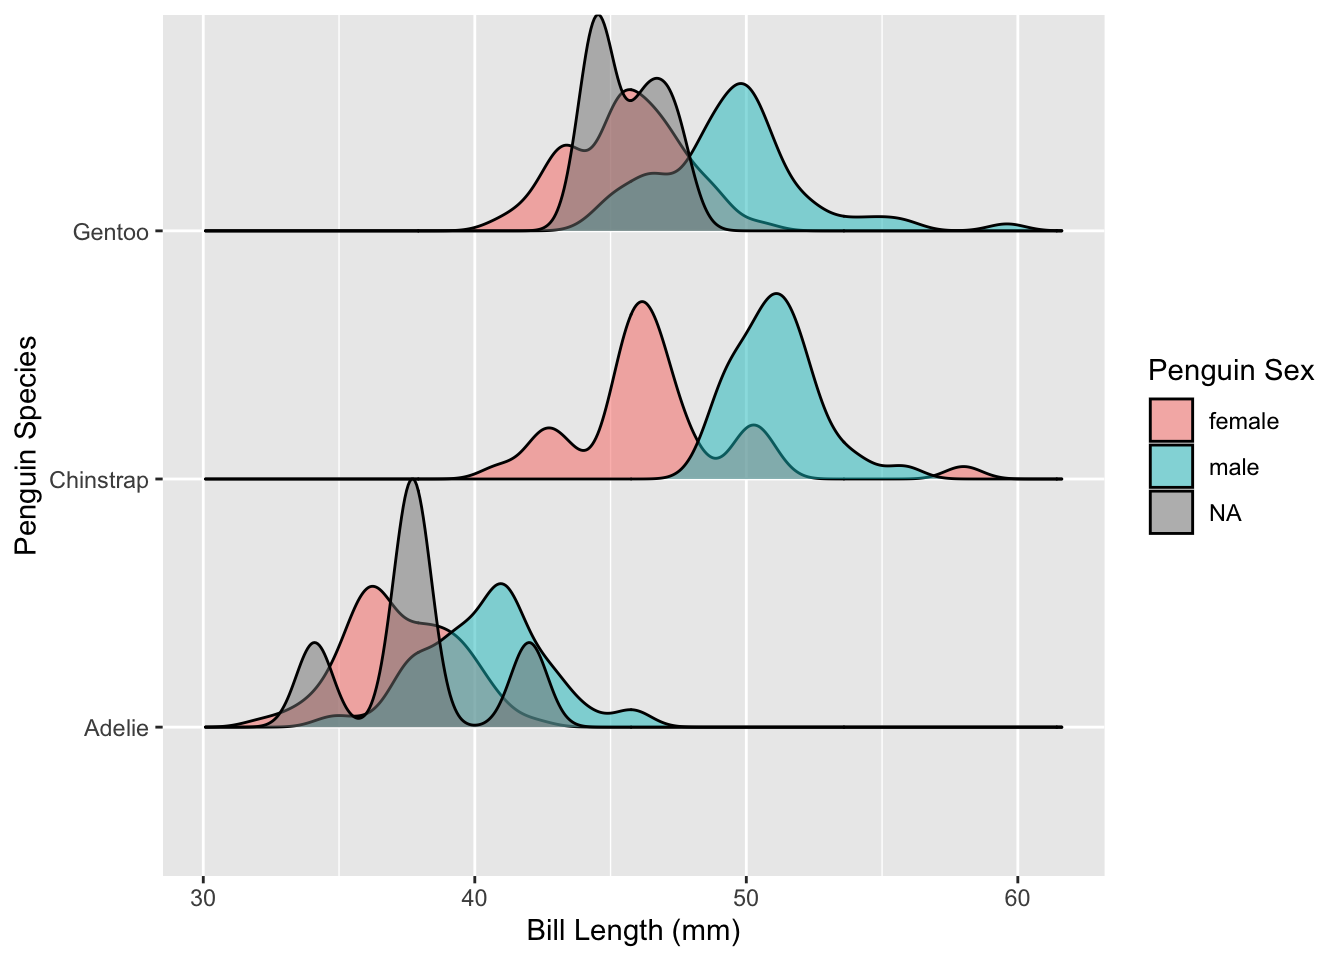 Penguin Species
Gentoo
Chinstrap
Adelie
30 40 50 60
Bill Length (mm)
Penguin Sex
female
male
NA